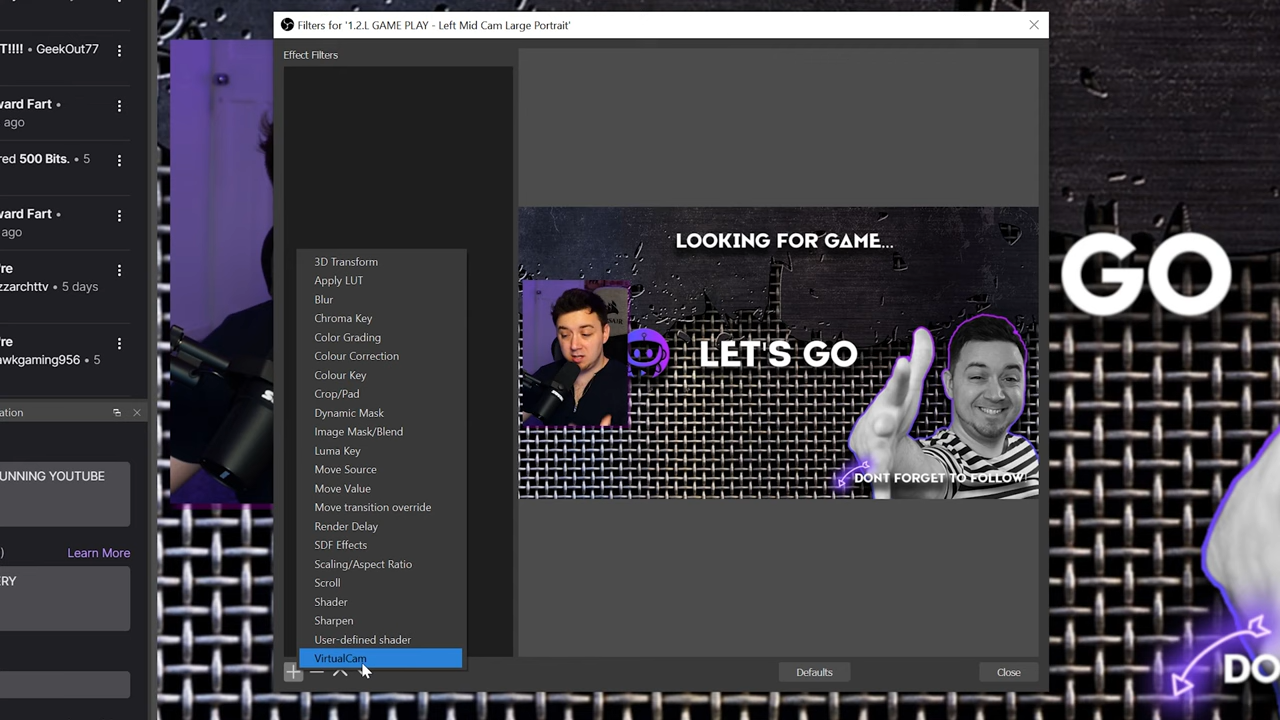 T!!!! • GeekOut77
ward Fart •
ago
red 500 Bits. • 5
ward Fart •
ago
're
zzarchttv • 5 days
're
awkgaming956 • 5
ation
UNNING YOUTUBE
) Learn More
ERY
Filters for '1.2.L GAME PLAY - Left Mid Cam Large Portrait'
Effect Filters
3D Transform
Apply LUT
Blur
Chroma Key
Color Grading
Colour Correction
Colour Key
Crop/Pad
Dynamic Mask
Image Mask/Blend
Luma Key
Move Source
Move Value
Move transition override
Render Delay
SDF Effects
Scaling/Aspect Ratio
Scroll
Shader
Sharpen
User-defined shader
VirtualCam
LOOKING FOR GAME...
LET'S GO
DONT FORGET TO FOLLOW!
Defaults
Close
GO
DO